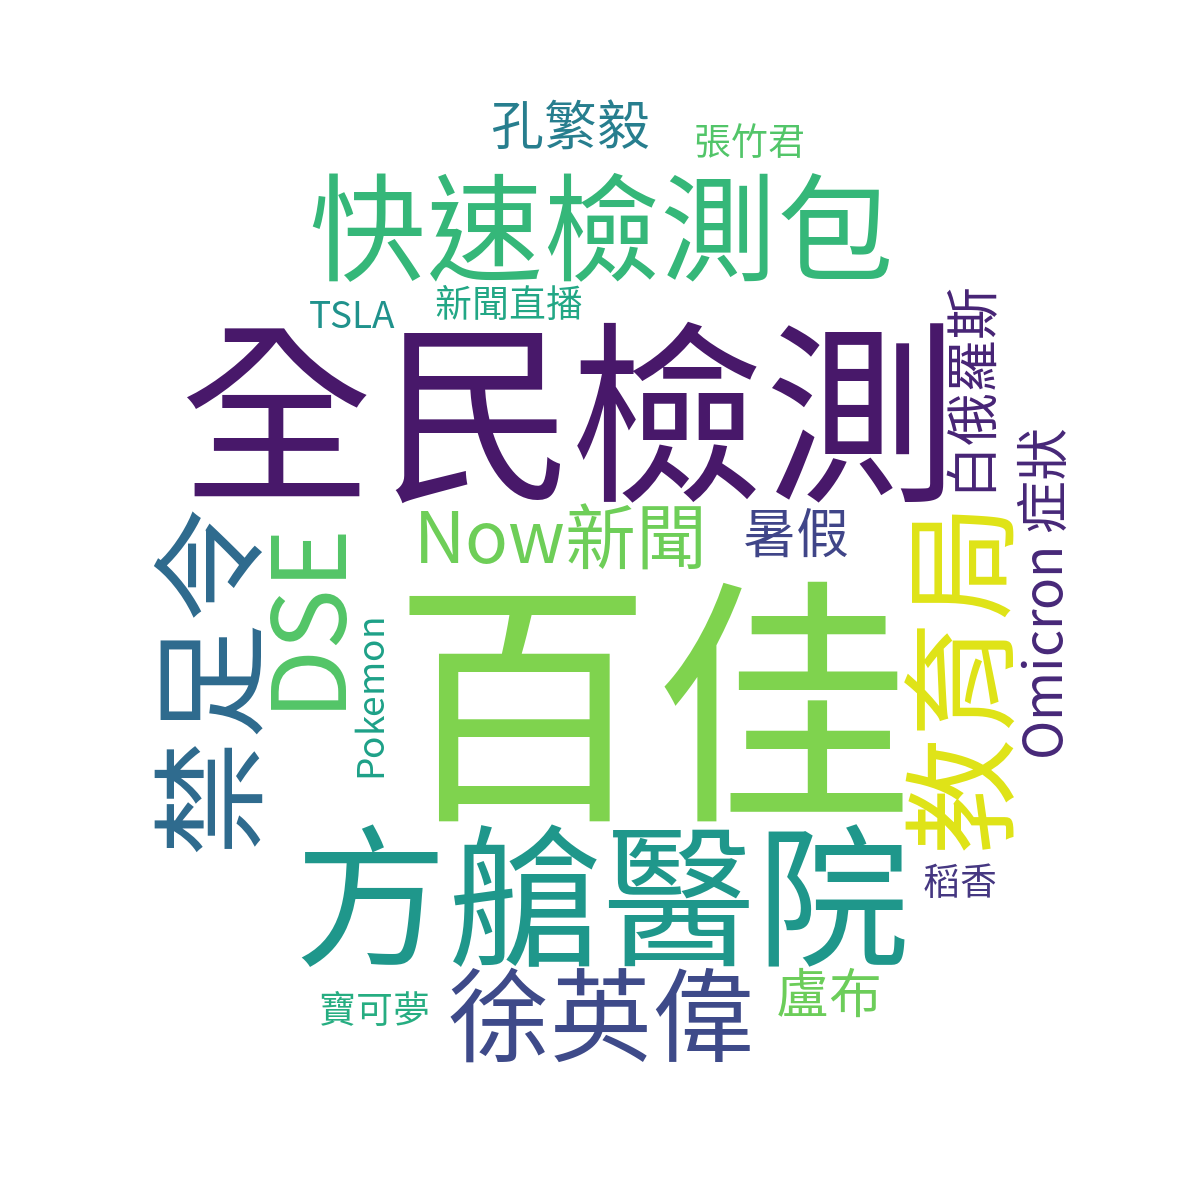 孔繁毅
張竹君
快速檢測包
TSLA
新聞直播
全民檢測
白俄羅斯
Omicron 症狀
Now新聞
暑假
禁足令
DSE
Pokemon
百佳
教育局
方艙醫院
稻香
徐英偉
盧布
寶可夢